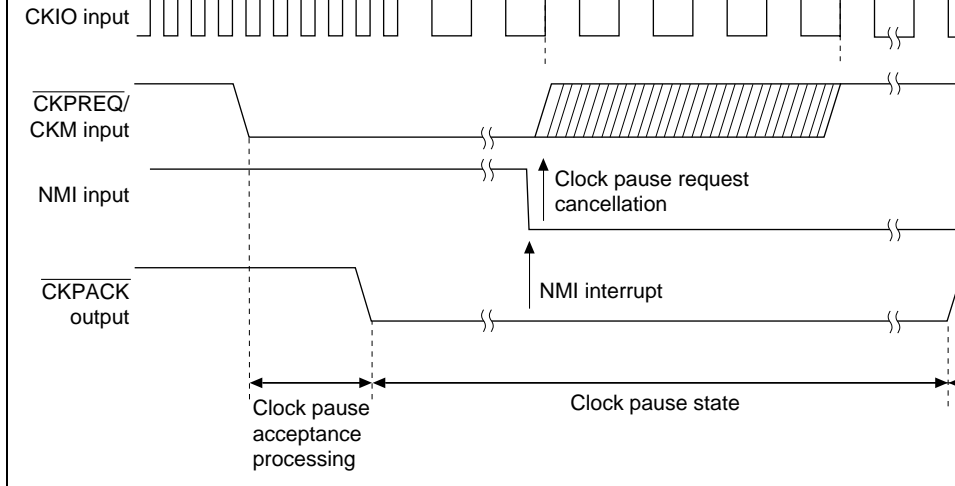 CKIO input
CKPREQ/
CKM input
NMI input
Clock pause request
cancellation
CKPACK
output
NMI interrupt
Clock pause
acceptance
processing
Clock pause state